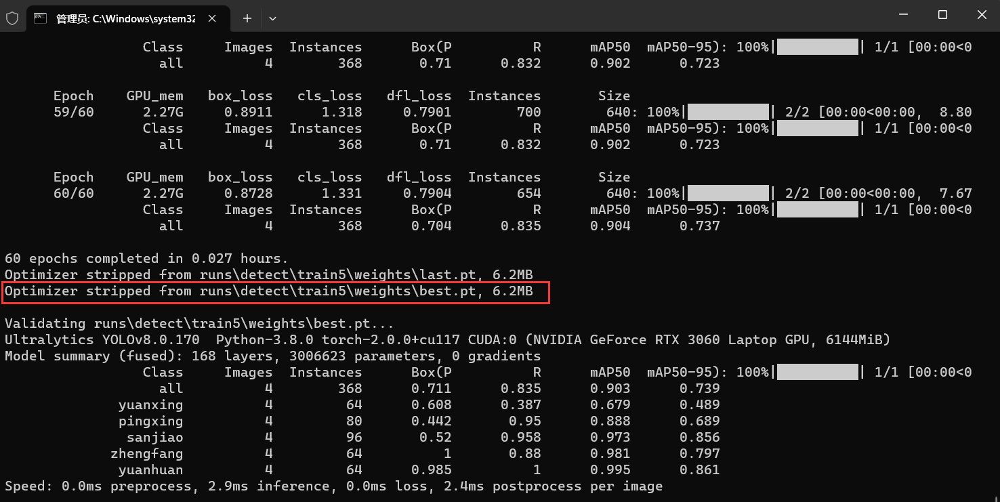 管理员: C:\Windows\system32
Class Images Instances Box(P R mAP50 mAP50-95): 100%|██████████| 1/1 [00:00<0
all 4 368 0.71 0.832 0.902 0.723
Epoch GPU_mem box_loss cls_loss dfl_loss Instances Size
59/60 2.27G 0.8911 1.318 0.7901 700 640: 100%|██████████| 2/2 [00:00<00:00, 8.80
Class Images Instances Box(P R mAP50 mAP50-95): 100%|██████████| 1/1 [00:00<0
all 4 368 0.71 0.832 0.902 0.723
Epoch GPU_mem box_loss cls_loss dfl_loss Instances Size
60/60 2.27G 0.8728 1.331 0.7904 654 640: 100%|██████████| 2/2 [00:00<00:00, 7.67
Class Images Instances Box(P R mAP50 mAP50-95): 100%|██████████| 1/1 [00:00<0
all 4 368 0.704 0.835 0.904 0.737
60 epochs completed in 0.027 hours.
Optimizer stripped from runs\detect\train5\weights\last.pt, 6.2MB
Optimizer stripped from runs\detect\train5\weights\best.pt, 6.2MB
Validating runs\detect\train5\weights\best.pt...
Ultralytics YOLOv8.0.170 Python-3.8.0 torch-2.0.0+cu117 CUDA:0 (NVIDIA GeForce RTX 3060 Laptop GPU, 6144MiB)
Model summary (fused): 168 layers, 3006623 parameters, 0 gradients
Class Images Instances Box(P R mAP50 mAP50-95): 100%|██████████| 1/1 [00:00<0
all 4 368 0.711 0.835 0.903 0.739
yuanxing 4 64 0.608 0.387 0.679 0.489
pingxing 4 80 0.442 0.95 0.888 0.689
sanjiao 4 96 0.52 0.958 0.973 0.856
zhengfang 4 64 1 0.88 0.981 0.797
yuanhuan 4 64 0.985 1 0.995 0.861
Speed: 0.0ms preprocess, 2.9ms inference, 0.0ms loss, 2.4ms postprocess per image